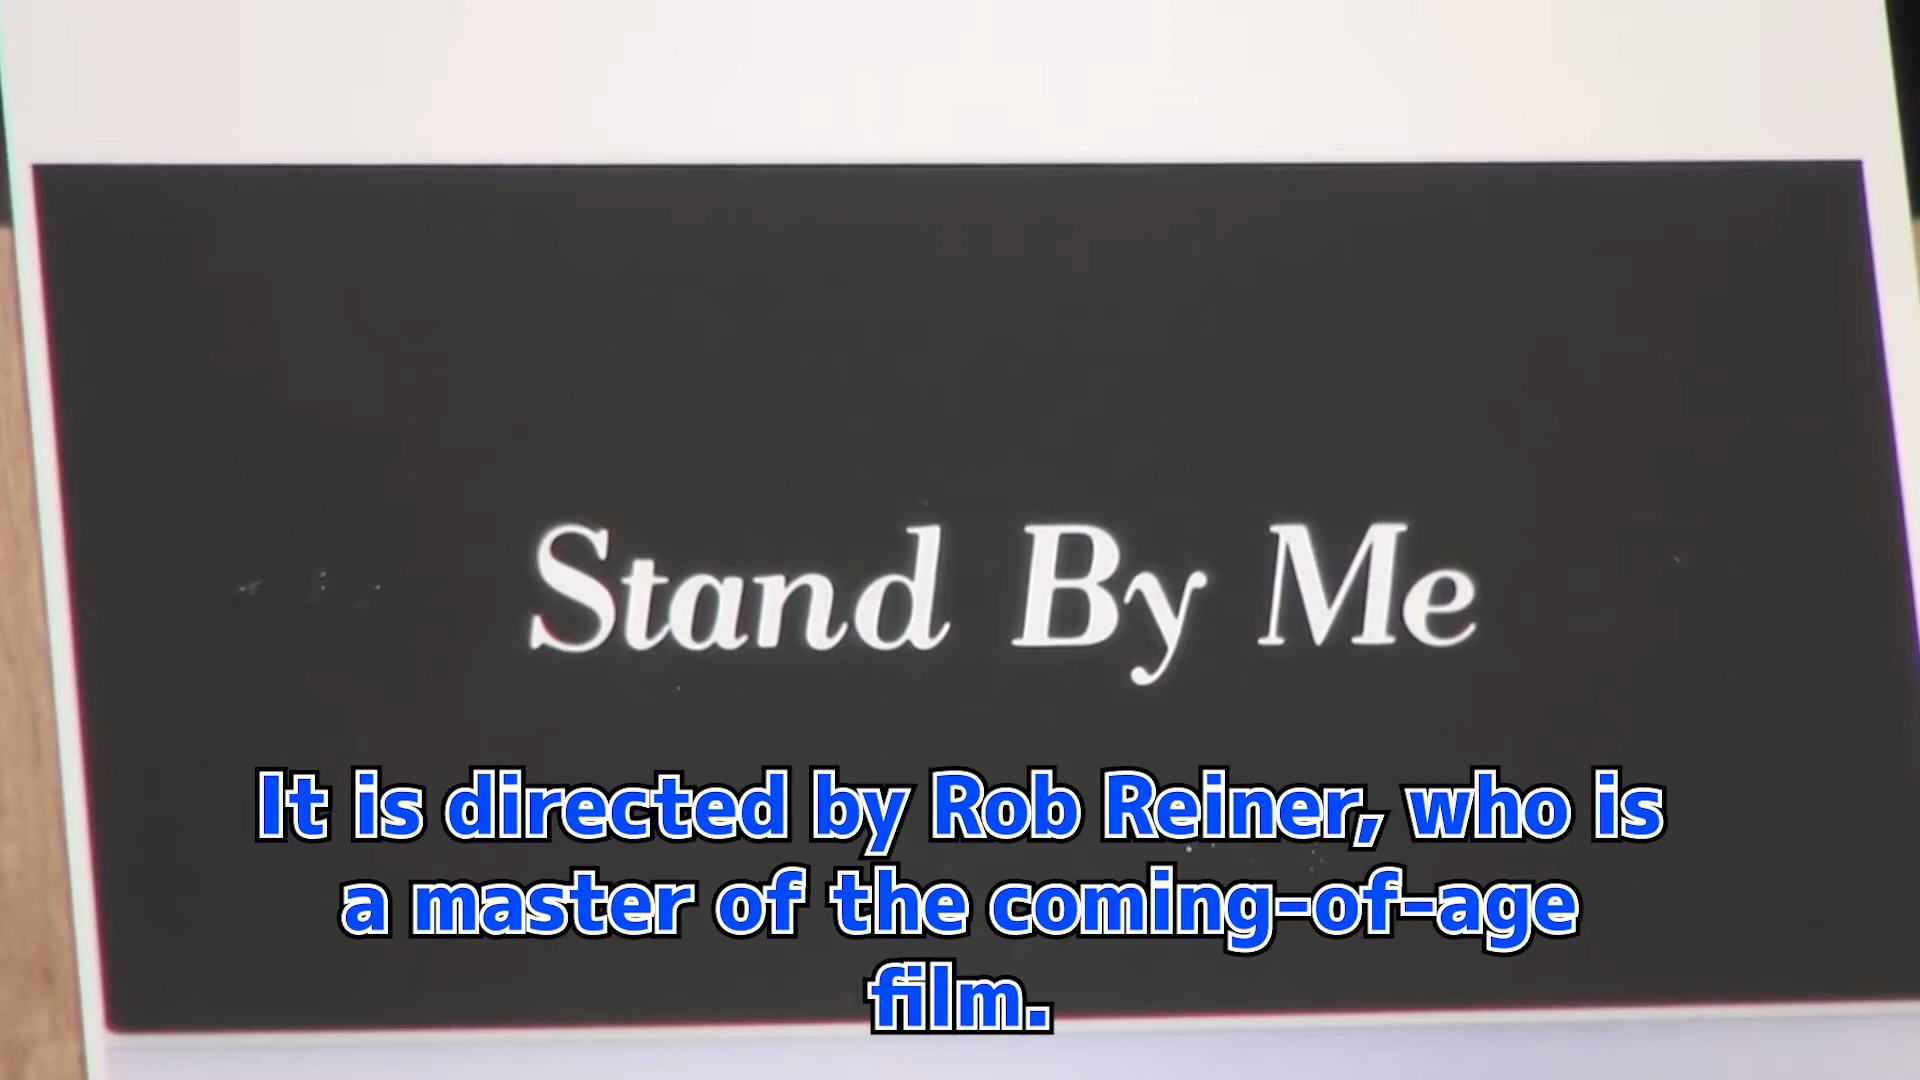 Stand By Me
It is directed by Rob Reiner, who is
a master of the coming-of-age
film.